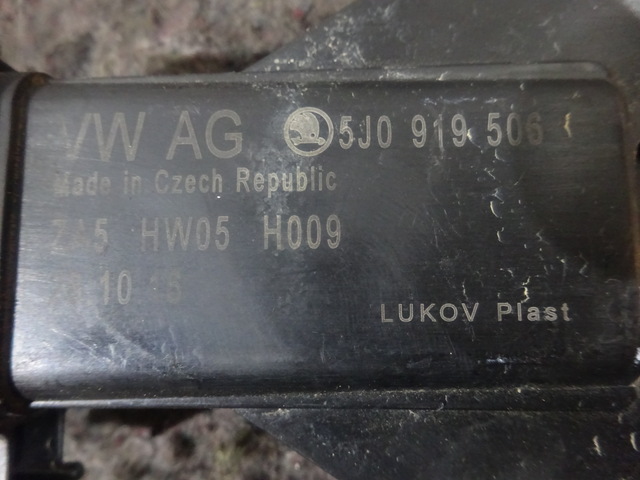 VW AG 5J0 919 506
Made in Czech Republic
ZA5 HW05 H009
10 15
LUKOV Plast